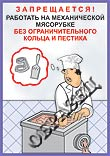 ЗАПРЕЩАЕТСЯ!
РАБОТАТЬ НА МЕХАНИЧЕСКОЙ
МЯСОРУБКЕ
БЕЗ ОГРАНИЧИТЕЛЬНОГО
КОЛЬЦА И ПЕСТИКА